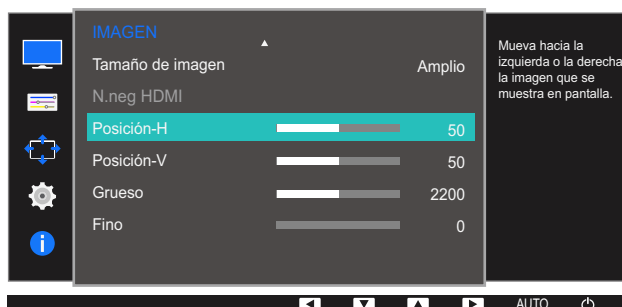 IMAGEN
Tamaño de imagen Amplio
N.neg HDMI
Posición-H 50
Posición-V 50
Grueso 2200
Fino 0
Mueva hacia la
izquierda o la derecha
la imagen que se
muestra en pantalla.
AUTO